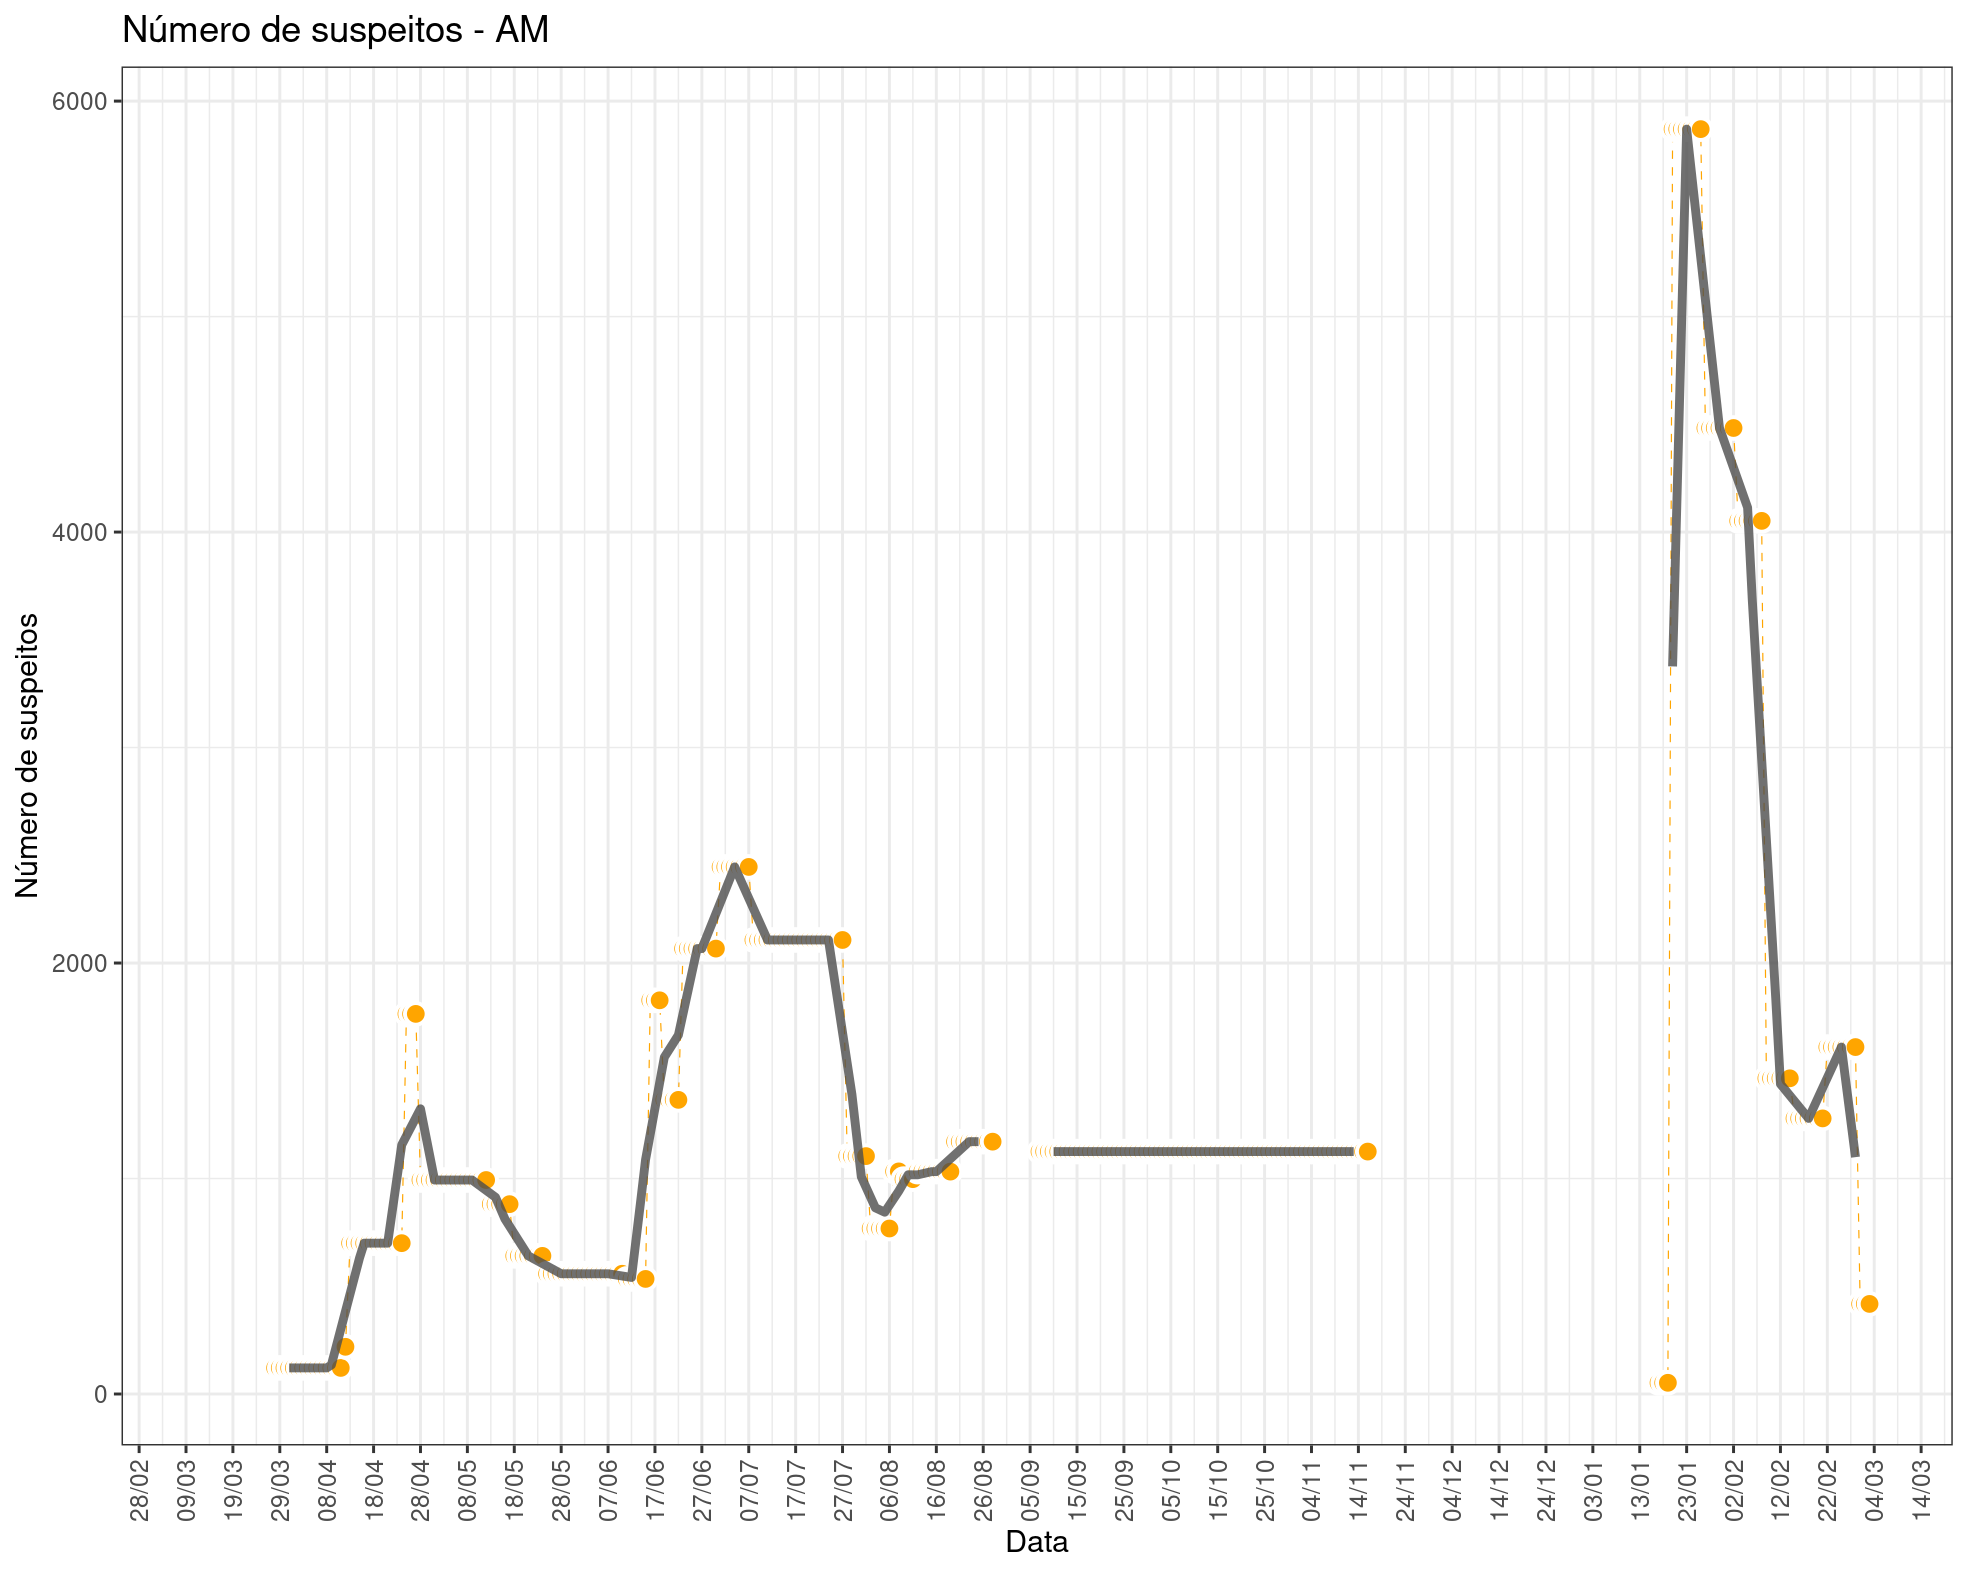 Número de suspeitos - AM
Número de suspeitos
6000
4000
2000
0
28/02 09/03 19/03 29/03 08/04 18/04 28/04 08/05 18/05 28/05 07/06 17/06 27/06 07/07 17/07 27/07 06/08 16/08 26/08 05/09 15/09 25/09 05/10 15/10 25/10 04/11 14/11 24/11 04/12 14/12 24/12 03/01 13/01 23/01 02/02 12/02 22/02 04/03 14/03
Data